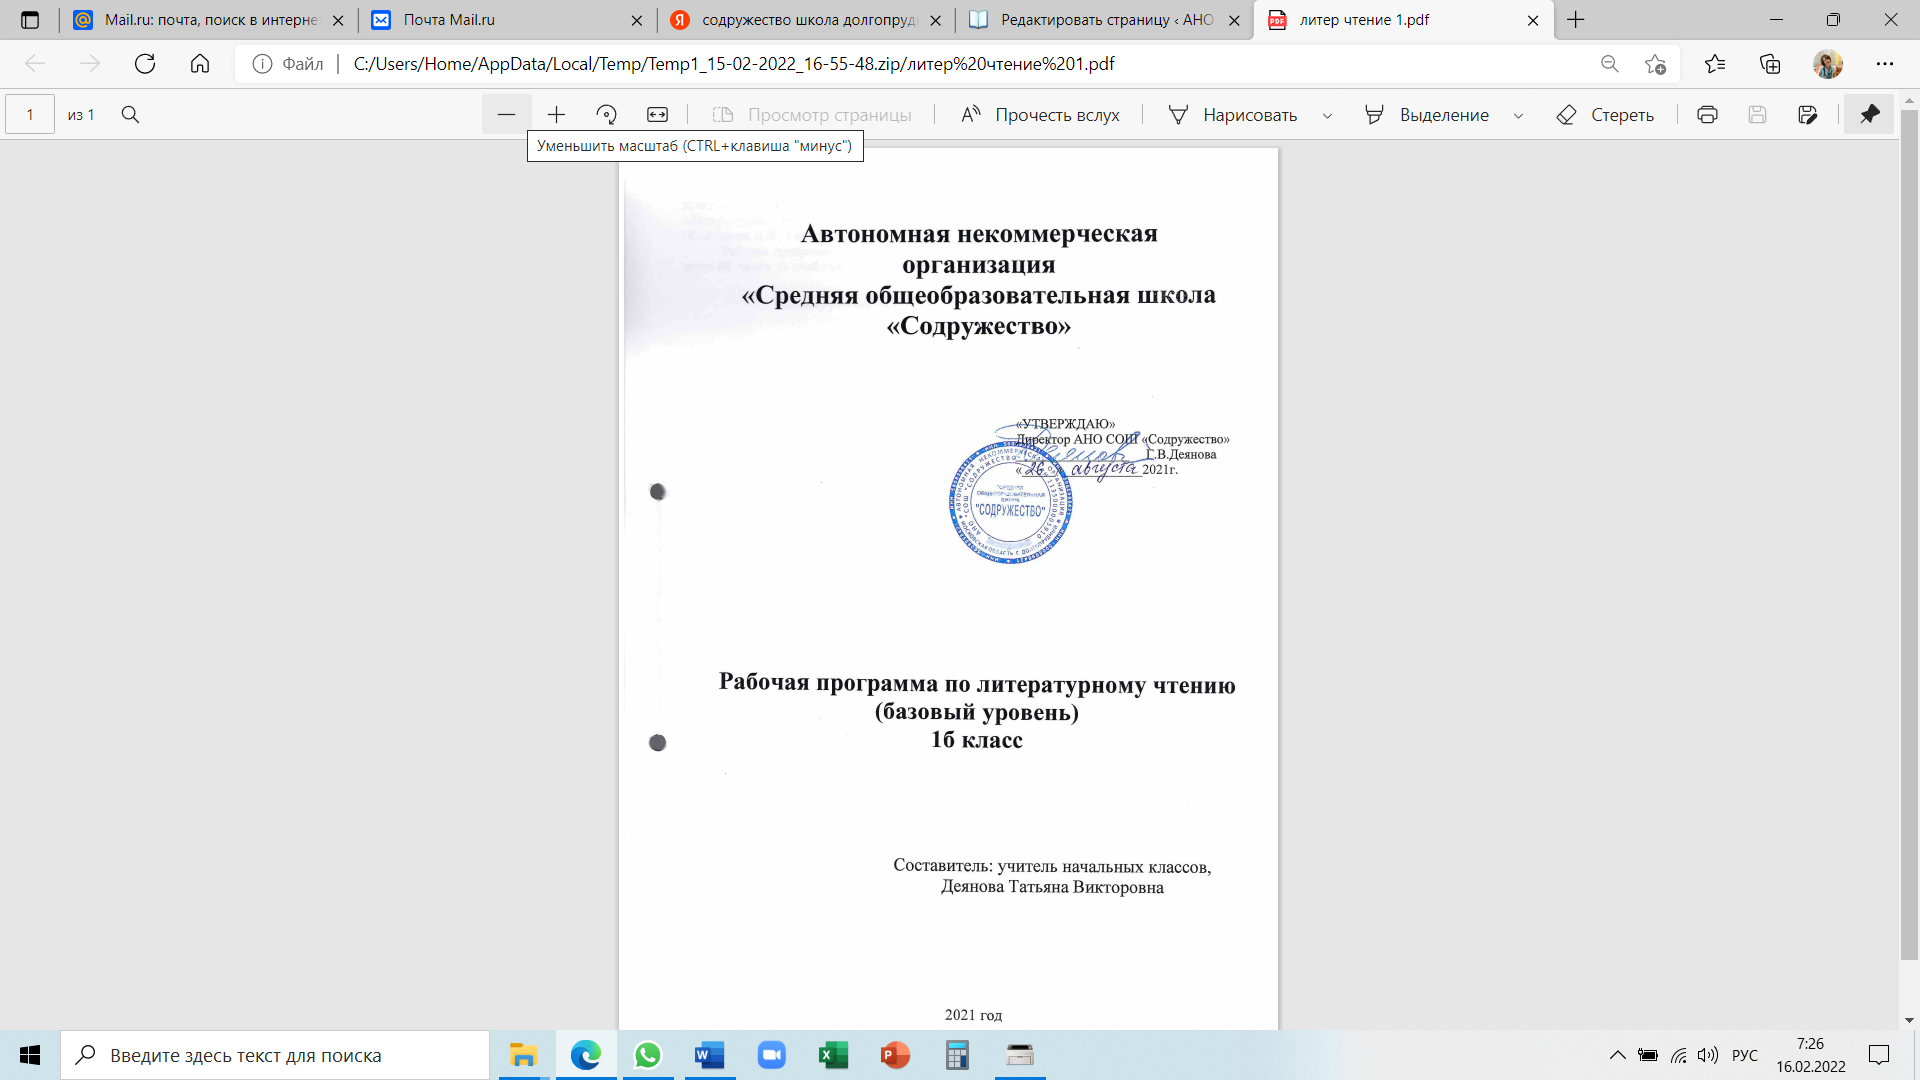 Mail.ru: почта, поиск в интерне
Почта Mail.ru
содружество школа долгопруд
Редактировать страницу ‹ АНО
литер чтение 1.pdf
Файл
C:/Users/Home/AppData/Local/Temp/Temp1_15-02-2022_16-55-48.zip/литер%20чтение%201.pdf
1 из 1
Просмотр страницы
Прочесть вслух
Нарисовать
Выделение
Стереть
Уменьшить масштаб (CTRL+клавиша "минус")
Автономная некоммерческая
организация
«Средняя общеобразовательная школа
«Содружество»
«УТВЕРЖДАЮ»
Директор АНО СОШ «Содружество»
Г.В.Деянова
« 26 августа 2021г.
"СРЕДНЯЯ
ОБЩЕОБРАЗОВАТЕЛЬНАЯ
ШКОЛА
"СОДРУЖЕСТВО"
Рабочая программа по литературному чтению
(базовый уровень)
1б класс
Составитель: учитель начальных классов,
Деянова Татьяна Викторовна
2021 год
Введите здесь текст для поиска
РУС
7:26
16.02.2022